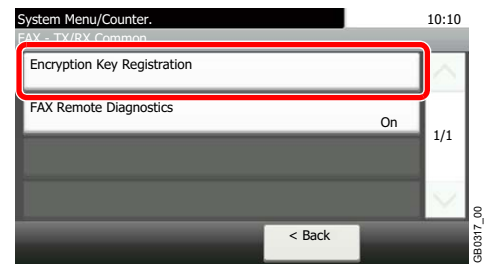 System Menu/Counter. 10:10
FAX - TX/RX Common
Encryption Key Registration
FAX Remote Diagnostics
On
1/1
< Back
GB0317_00